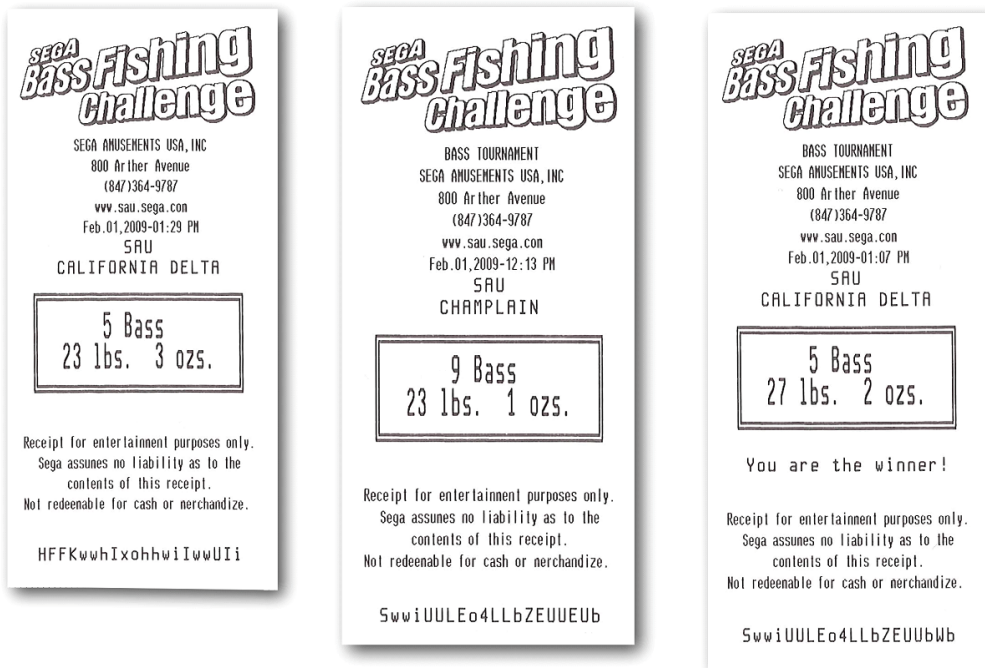 SEGA
Bass Fishing
Challenge
SEGA AMUSEMENTS USA, INC
800 Arther Avenue
(847)364-9787
www.sau.sega.com
Feb.01,2009-01:29 PM
SAU
CALIFORNIA DELTA
5 Bass
23 lbs. 3 ozs.
Receipt for entertainment purposes only.
Sega assumes no liability as to the
contents of this receipt.
Not redeemable for cash or merchandize.
HFFKwwhIxohhwiIwwUIi
SEGA
Bass Fishing
Challenge
BASS TOURNAMENT
SEGA AMUSEMENTS USA, INC
800 Arther Avenue
(847)364-9787
www.sau.sega.com
Feb.01,2009-12:13 PM
SAU
CHAMPLAIN
9 Bass
23 lbs. 1 ozs.
Receipt for entertainment purposes only.
Sega assumes no liability as to the
contents of this receipt.
Not redeemable for cash or merchandize.
SwwiUULEo4LLbZEUUEUb
SEGA
Bass Fishing
Challenge
BASS TOURNAMENT
SEGA AMUSEMENTS USA, INC
800 Arther Avenue
(847)364-9787
www.sau.sega.com
Feb.01,2009-01:07 PM
SAU
CALIFORNIA DELTA
5 Bass
27 lbs. 2 ozs.
You are the winner!
Receipt for entertainment purposes only.
Sega assumes no liability as to the
contents of this receipt.
Not redeemable for cash or merchandize.
SwwiUULEo4LLbZEUUbWb